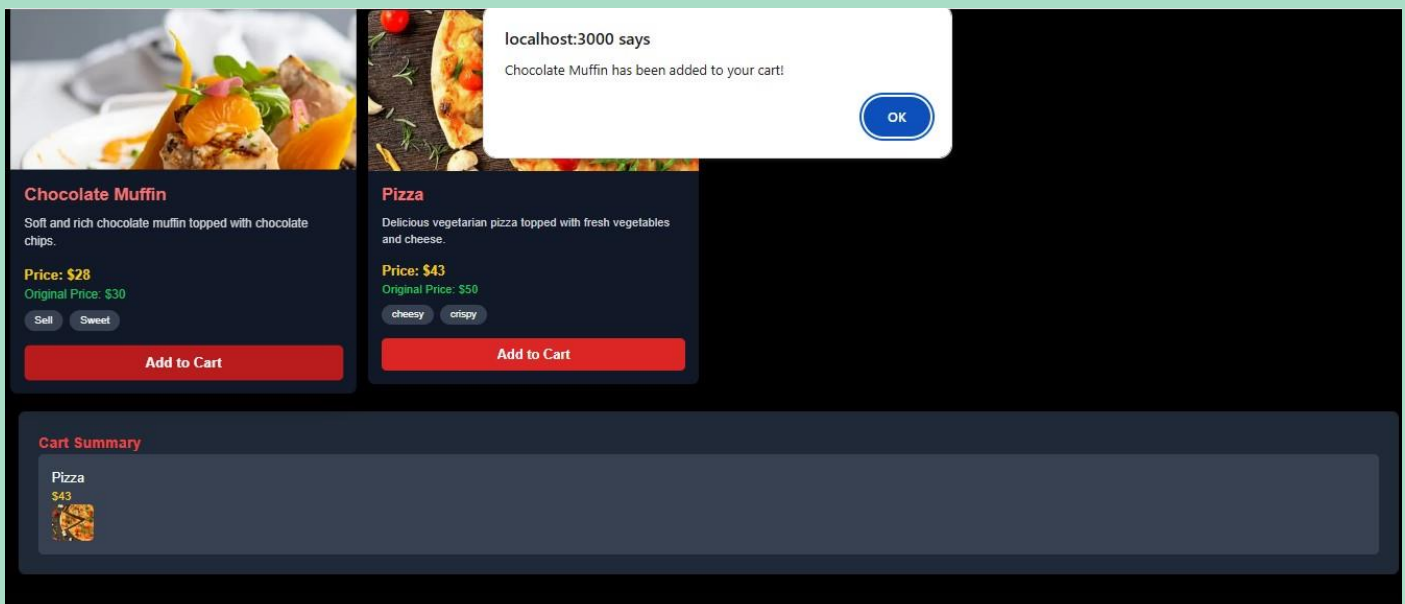 localhost:3000 says
Chocolate Muffin has been added to your cart!
OK
Chocolate Muffin
Soft and rich chocolate muffin topped with chocolate
chips.
Price: $28
Original Price: $30
Sell Sweet
Add to Cart
Pizza
Delicious vegetarian pizza topped with fresh vegetables
and cheese.
Price: $43
Original Price: $50
cheesy crispy
Add to Cart
Cart Summary
Pizza
$43